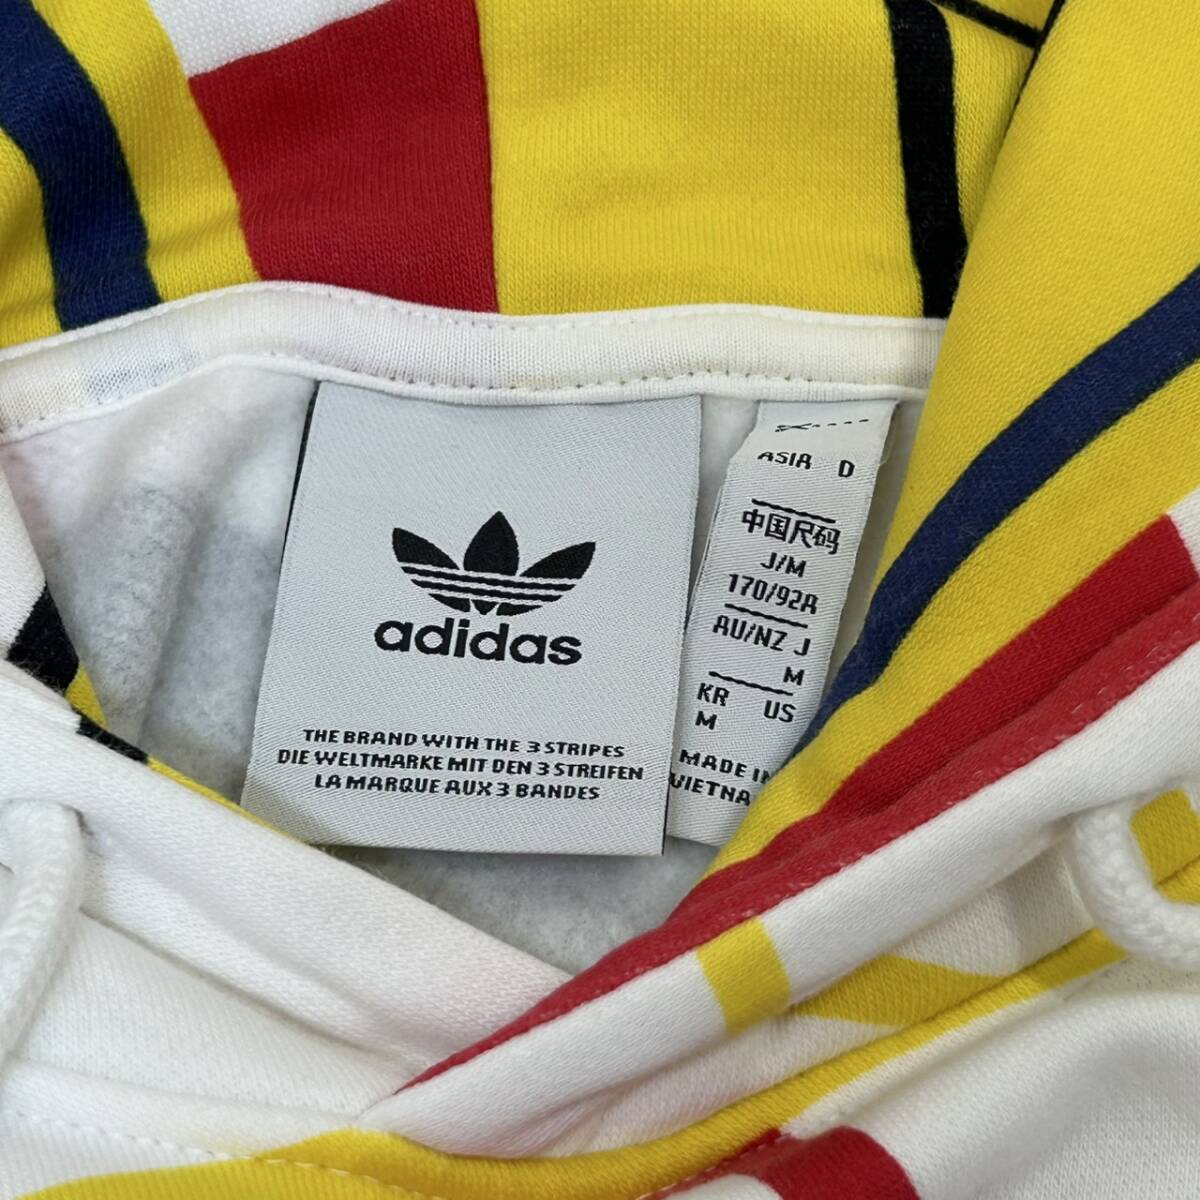 adidas
THE BRAND WITH THE 3 STRIPES
DIE WELTMARKE MIT DEN 3 STREIFEN
LA MARQUE AUX 3 BANDES
ASIA D
中国尺码
J/M
170/92A
AU/NZ J
M
KR US
M
MADE IN
VIETNA